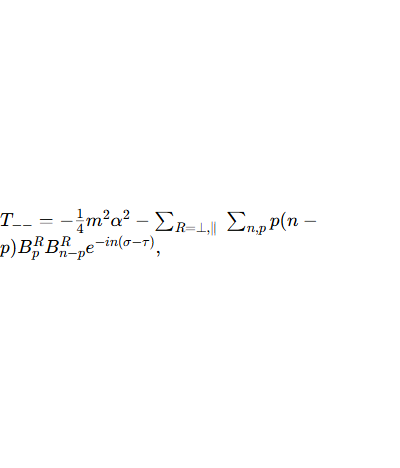 T_{--} = -\frac{1}{4}m^2\alpha^2 - \sum_{R=\perp,\parallel} \sum_{n,p} p(n -
p)B_p^R B_{n-p}^R e^{-in(\sigma-\tau)},